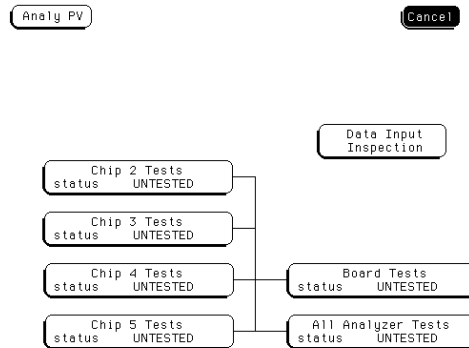 Analy PV
Cancel
Data Input
Inspection
Chip 2 Tests
status UNTESTED
Chip 3 Tests
status UNTESTED
Chip 4 Tests
status UNTESTED
Board Tests
status UNTESTED
Chip 5 Tests
status UNTESTED
All Analyzer Tests
status UNTESTED